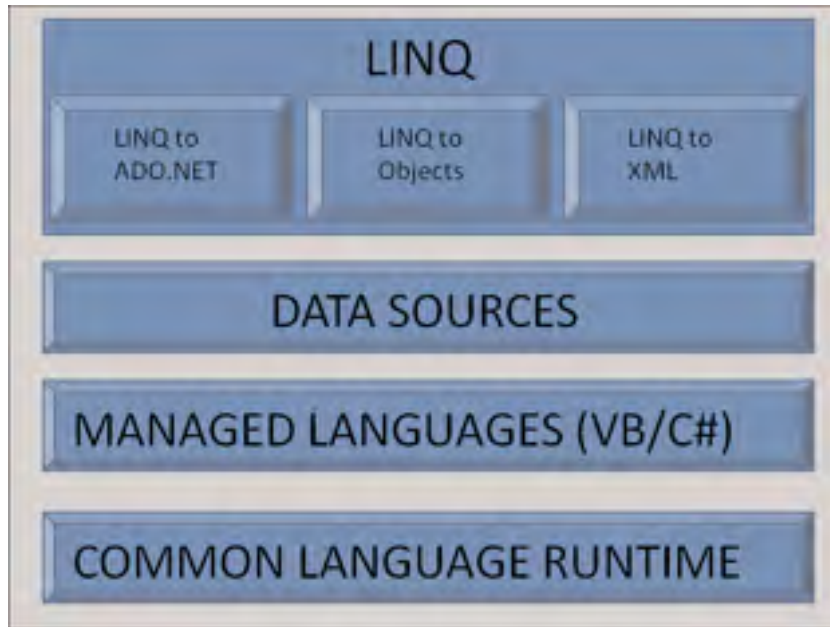 LINQ
LINQ to
ADO.NET
LINQ to
Objects
LINQ to
XML
DATA SOURCES
MANAGED LANGUAGES (VB/C#)
COMMON LANGUAGE RUNTIME